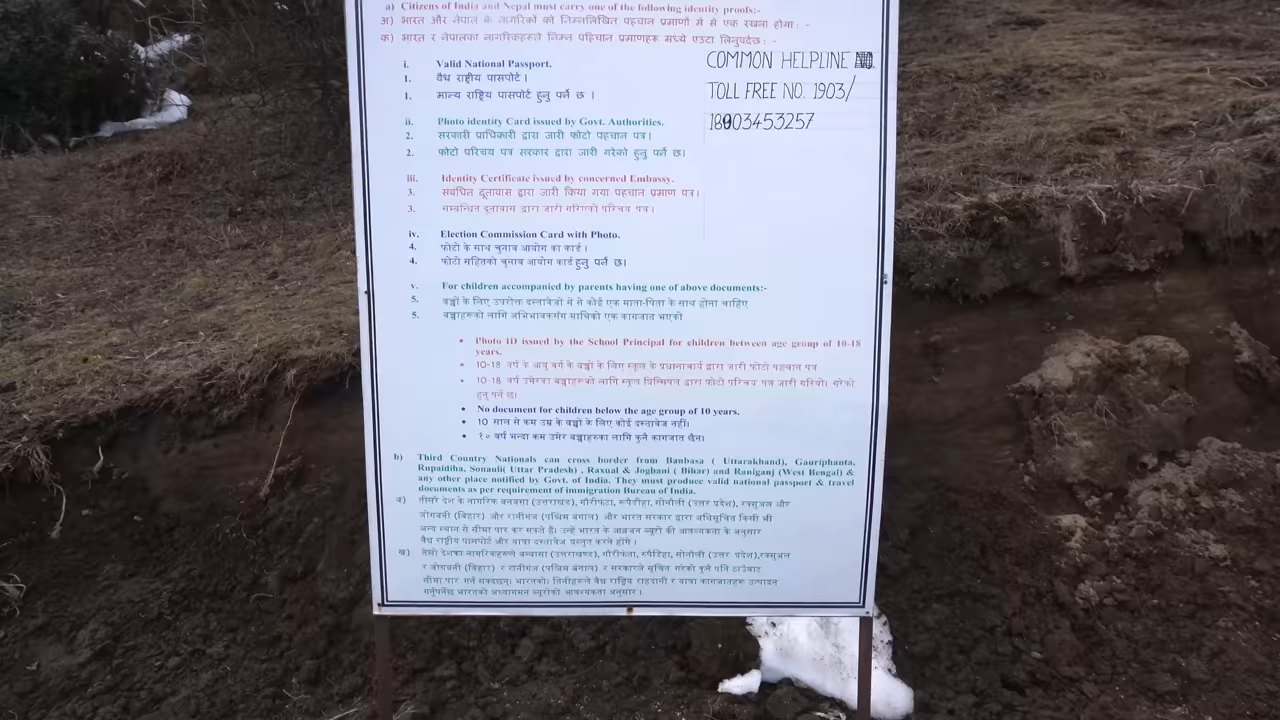 a) Citizens of India and Nepal must carry one of the following identity proofs:-
अ) भारत और नेपाल के नागरिकों को निम्नलिखित पहचान प्रमाणों में से एक रखना होगा: -
क) भारत र नेपालका नागरिकहरूले निम्न पहिचान प्रमाणहरू मध्ये एउटा लिनुपर्दछ: -
COMMON HELPLINE NO.
TOLL FREE NO. 1903/
18003453257
i. Valid National Passport.
1. वैध राष्ट्रीय पासपोर्ट।
1. मान्य राष्ट्रिय पासपोर्ट हुनु पर्ने छ ।
ii. Photo identity Card issued by Govt. Authorities.
2. सरकारी प्राधिकारी द्वारा जारी फोटो पहचान पत्र।
2. फोटो परिचय पत्र सरकार द्वारा जारी गरेको हुनु पर्ने छ।
iii. Identity Certificate issued by concerned Embassy.
3. संबंधित दूतावास द्वारा जारी किया गया पहचान प्रमाण पत्र।
3. सम्बन्धित दुतावास द्वारा जारी गरिएको परिचय पत्र।
iv. Election Commission Card with Photo.
4. फोटो के साथ चुनाव आयोग का कार्ड।
4. फोटो सहितको चुनाव आयोग कार्ड हुनु पर्ने छ।
v. For children accompanied by parents having one of above documents:-
5. बच्चों के लिए उपरोक्त दस्तावेजों में से कोई एक माता-पिता के साथ होना चाहिए
5. बच्चाहरूको लागि अभिभावकसँग माथिको एक कागजात भएको
• Photo ID issued by the School Principal for children between age group of 10-18
years.
• 10-18 वर्ग के आयु वर्ग के बच्चों के लिए स्कूल के प्रधानाचार्य द्वारा जारी फोटो पहचान पत्र
• 10-18 वर्ष उमेरका बच्चाहरूको लागि स्कूल प्रिन्सिपल द्वारा फोटो परिचय पत्र जारी गरियो। गरेको
हुनु पर्ने छ।
• No document for children below the age group of 10 years.
• 10 साल से कम उम्र के बच्चों के लिए कोई दस्तावेज नहीं।
• १० वर्ष भन्दा कम उमेर बच्चाहरुका लागि कुनै कागजात छैन।
b) Third Country Nationals can cross border from Banbasa ( Uttarakhand), Gauriphanta,
Rupaidiha, Sonauli( Uttar Pradesh) , Raxual & Jogbani ( Bihar) and Raniganj (West Bengal) &
any other place notified by Govt. of India. They must produce valid national passport & travel
documents as per requirement of immigration Bureau of India.
ब) तीसरे देश के नागरिक बनबसा (उत्तराखंड), गौरीफंटा, रुपैडीहा, सोनौली (उत्तर प्रदेश), रक्सुअल और
जोगबनी (बिहार) और रानीगंज (पश्चिम बंगाल) और भारत सरकार द्वारा अधिसूचित किसी भी
अन्य स्थान से सीमा पार कर सकते हैं। उन्हें भारत के आव्रजन ब्यूरो की आवश्यकता के अनुसार
वैध राष्ट्रीय पासपोर्ट और यात्रा दस्तावेज प्रस्तुत करने होंगे ।
ख) तेस्रो देशका नागरिकहरूले बन्वासा (उत्तराखण्ड), गौरीफंता, रुपैडिहा, सोनौली (उत्तर प्रदेश),रक्सुअल
र जोगबनी (बिहार) र रानीगंज (पश्चिम बंगाल) र सरकारले सूचित गरेको कुनै पनि ठाउँबाट
सीमा पार गर्न सक्दछन्। भारतको। तिनीहरूले वैध राष्ट्रिय राहदानी र यात्रा कागजातहरू उत्पादन
गर्नुपर्नेछ भारतको अध्यागमन ब्यूरोको आवश्यकता अनुसार ।